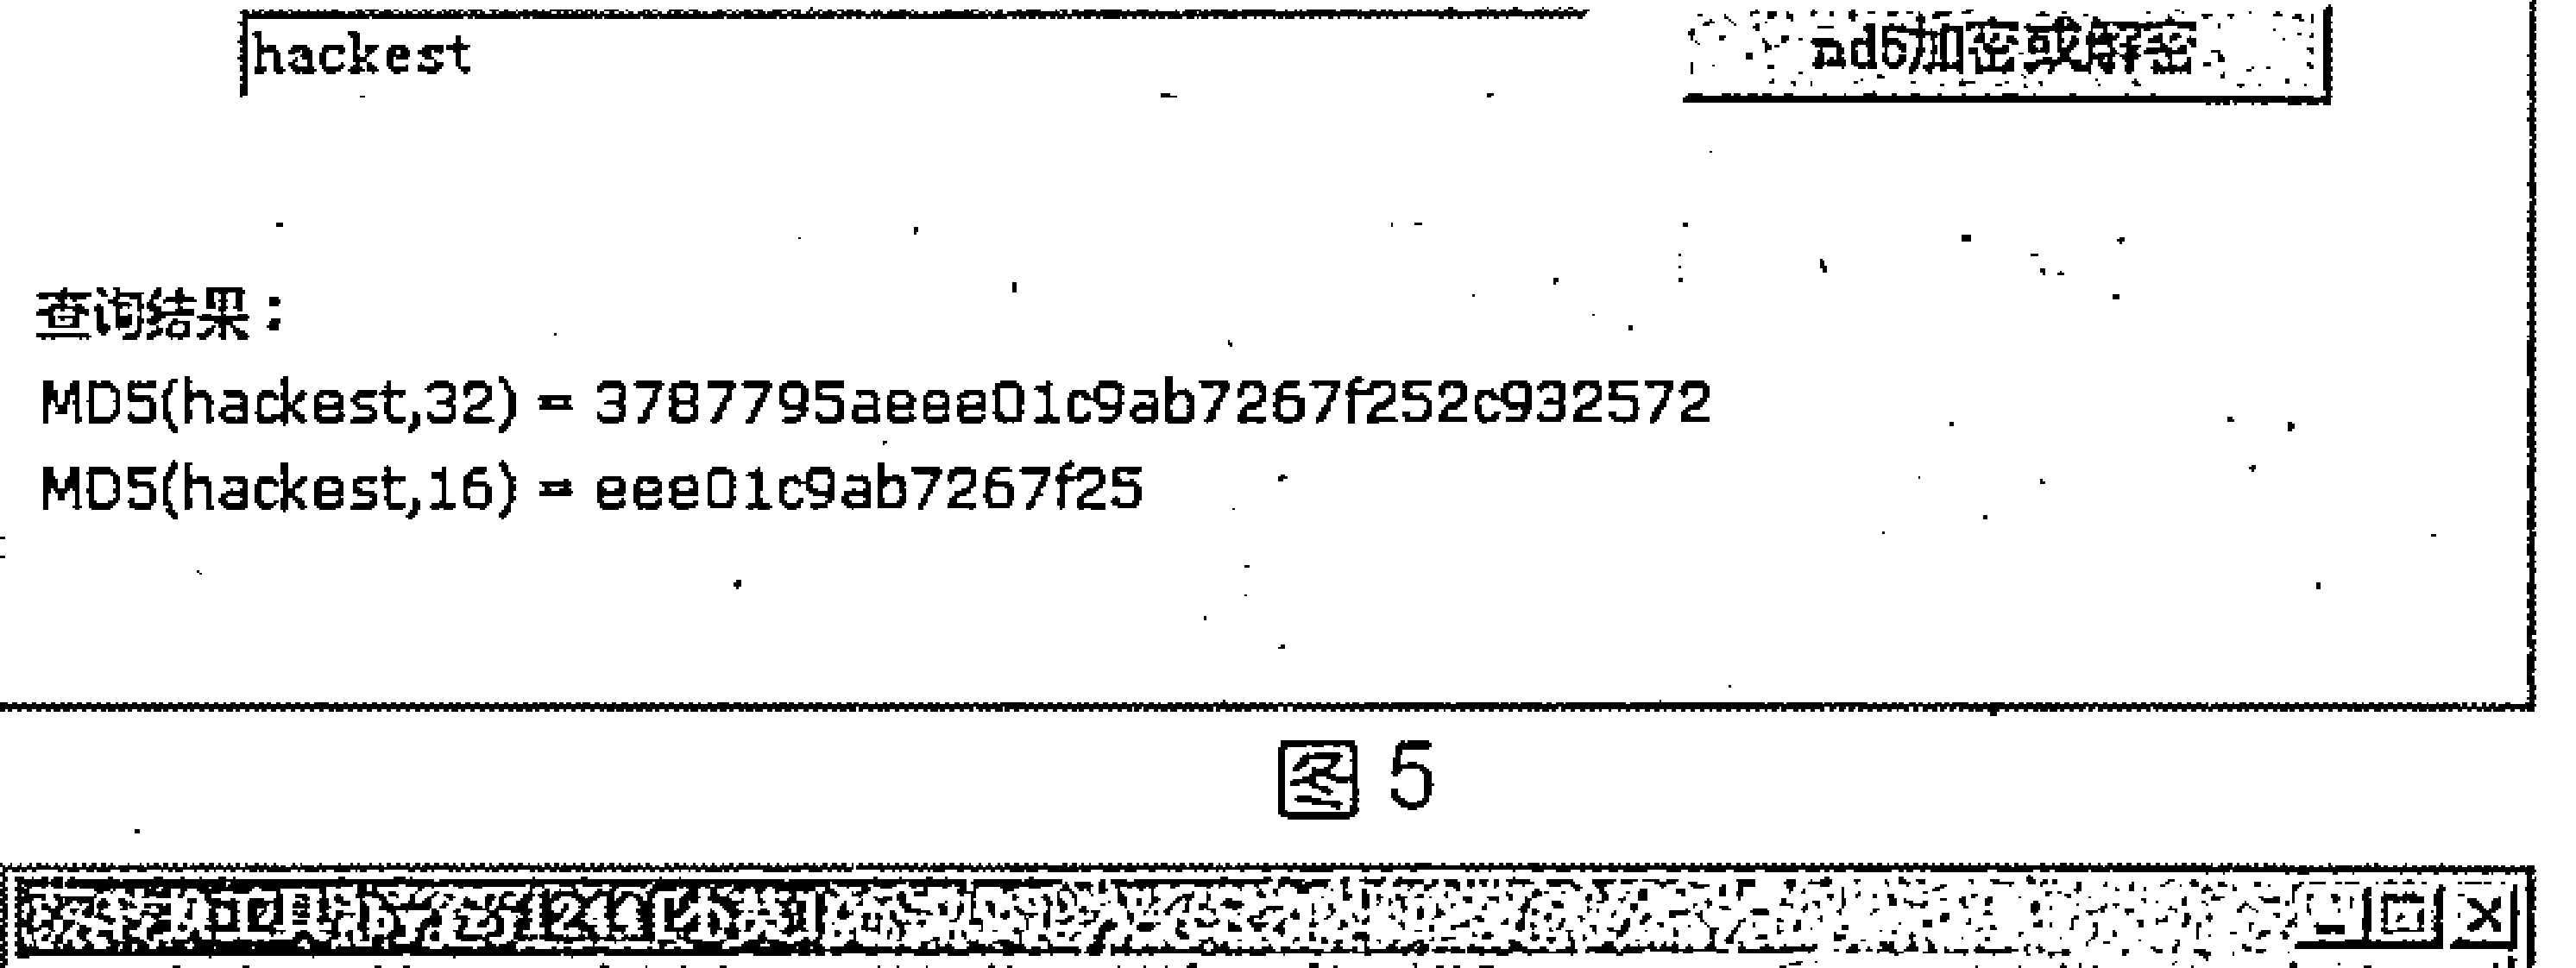 hackest
md5加密或解密
查询结果：
MD5(hackest,32) = 3787795aeee01c9ab7267f252c932572
MD5(hackest,16) = eee01c9ab7267f25
图 5